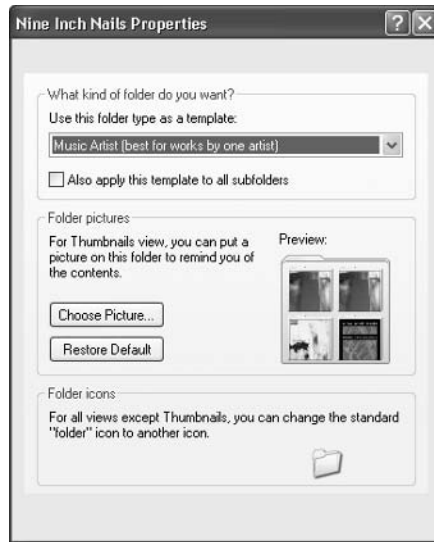 Nine Inch Nails Properties
What kind of folder do you want?
Use this folder type as a template:
Music Artist (best for works by one artist)
Also apply this template to all subfolders
Folder pictures
For Thumbnails view, you can put a
picture on this folder to remind you of
the contents.
Preview:
Choose Picture...
Restore Default
Folder icons
For all views except Thumbnails, you can change the standard
"folder" icon to another icon.